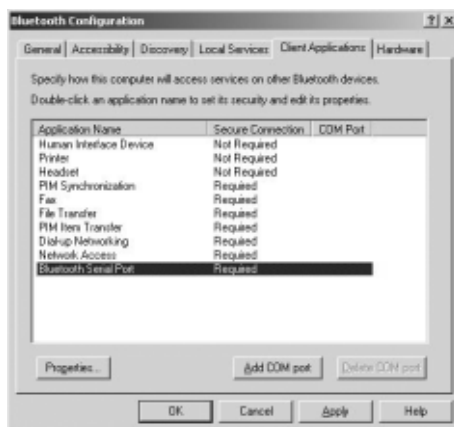 Bluetooth Configuration
General Accessibility Discovery Local Services Client Applications Hardware
Specify how this computer will access services on other Bluetooth devices.
Double-click an application name to set its security and edit its properties.
Application Name Secure Connection COM Port
Human Interface Device Not Required
Printer Not Required
Headset Not Required
PIM Synchronization Required
Fax Required
File Transfer Required
PIM Item Transfer Required
Dial-up Networking Required
Network Access Required
Bluetooth Serial Port Required
Properties... Add COM port Delete COM port
OK Cancel Apply Help